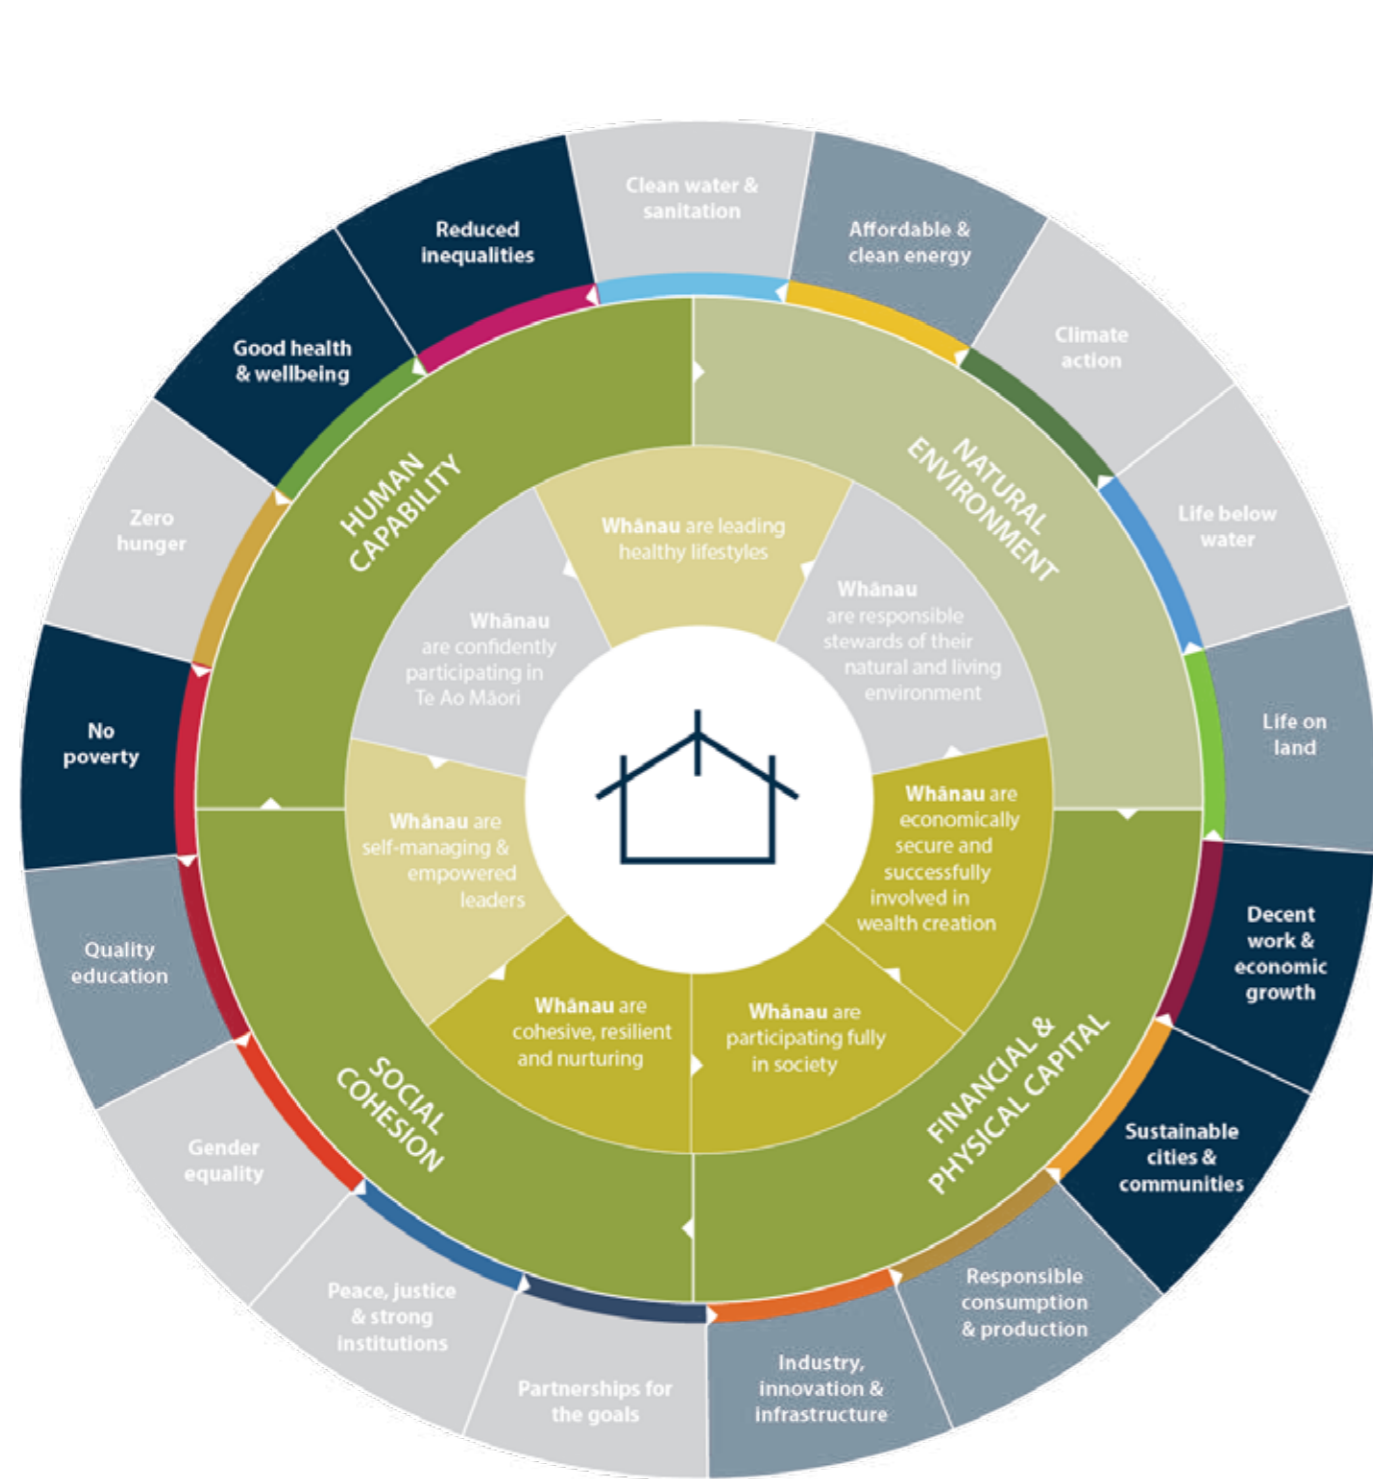 Clean water &
sanitation
Affordable &
clean energy
Climate
action
Life below
water
Life on
land
Decent
work &
economic
growth
Sustainable
cities &
communities
Responsible
consumption
& production
Industry,
innovation &
infrastructure
Partnerships for
the goals
Peace, justice
& strong
institutions
Gender
equality
Quality
education
No
poverty
Zero
hunger
Good health
& wellbeing
Reduced
inequalities
HUMAN
CAPABILITY
NATURAL
ENVIRONMENT
FINANCIAL &
PHYSICAL CAPITAL
SOCIAL
COHESION
Whānau are leading
healthy lifestyles
Whānau
are responsible
stewards of their
natural and living
environment
Whānau are
economically
secure and
successfully
involved in
wealth creation
Whānau are
participating fully
in society
Whānau are
cohesive, resilient
and nurturing
Whānau are
self-managing &
empowered
leaders
Whānau
are confidently
participating in
Te Ao Māori